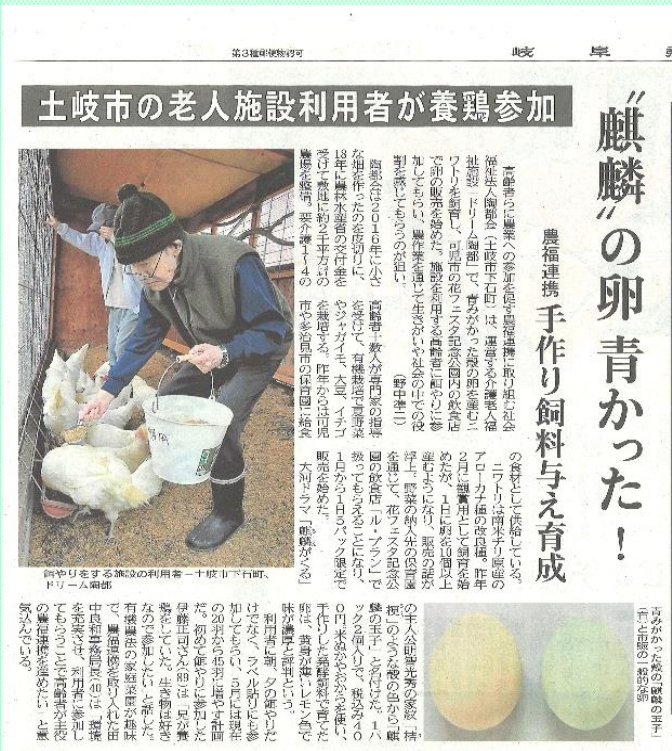 第3種郵便物認可
岐阜
土岐市の老人施設利用者が養鶏参加
〝麒麟〟の卵 青かった!
農福連携 手作り飼料与え育成
高齢者らに農業への参加を促す農福連携に取り組む社会
福祉法人陶都会(土岐市下石町)は、運営する介護老人福
祉施設「ドリーム陶都」で、青みがかった殻の卵を産むニ
ワトリを飼育し、可児市の花フェスタ記念公園内の飲食店
で卵の販売を始めた。施設を利用する高齢者に餌やりに参
加してもらい、農作業を通じて生きがいや社会の中での役
割を感じてもらうのが狙い。
(野中準二)
陶都会は2016年に小さ
な畑を作ったのを皮切りに、
18年に農林水産省の交付金を
受けて敷地に約2千平方㍍の
農場を整備。要介護1~4の
高齢者十数人が専門家の指導
を受けて、有機栽培で夏野菜
やジャガイモ、大豆、イチゴ
を栽培する。昨年からは可児
市や多治見市の保育園に給食
の食材として供給している。
ニワトリは南米チリ原産の
アローカナ種の改良種。昨年
2月に観賞用として飼育を始
めたが、1日に卵を10個以上
産むようになり、販売の話が
浮上。野菜の納入先の保育園
を通じて、花フェスタ記念公
園の飲食店「ル・プラン」で
扱ってもらえることになり、
1月から1日5パック限定で
販売を始めた。
大河ドラマ「麒麟がくる」
の主人公明智光秀の家紋「桔
梗」のような殻の色から「麒
麟の玉子」と名付けた。1パ
ック2個入りで、税込み40
0円。米ぬかやおからを使い、
手作りした発酵飼料で育てた
卵は、黄身が薄いレモン色で
味が濃厚と評判という。
利用者に朝、夕の餌やりだ
けでなく、ラベル貼りにも参
加してもらい、5月には現在
の20羽から45羽に増やす計画
だ。初めて餌やりに参加した
伊藤正司さん(89)は「兄が養
鶏をしていた。生き物は好き
なので参加したい」と話した。
有機農法の家庭菜園が趣味
で、農福連携を取り入れた田
中良和事務局長(40)は「環境
を充実させ、利用者に参加し
てもらうことで高齢者が主役
の農福連携を進めたい」と意
気込んでいる。
餌やりをする施設の利用者=土岐市下石町、
ドリーム陶都
青みがかった殻の「麒麟の玉子」
(右)と市販の一般的な卵